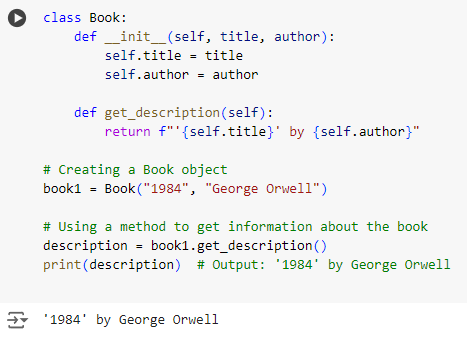 class Book:
    def __init__(self, title, author):
        self.title = title
        self.author = author

    def get_description(self):
        return f"'{self.title}' by {self.author}"

# Creating a Book object
book1 = Book("1984", "George Orwell")

# Using a method to get information about the book
description = book1.get_description()
print(description)  # Output: '1984' by George Orwell

'1984' by George Orwell